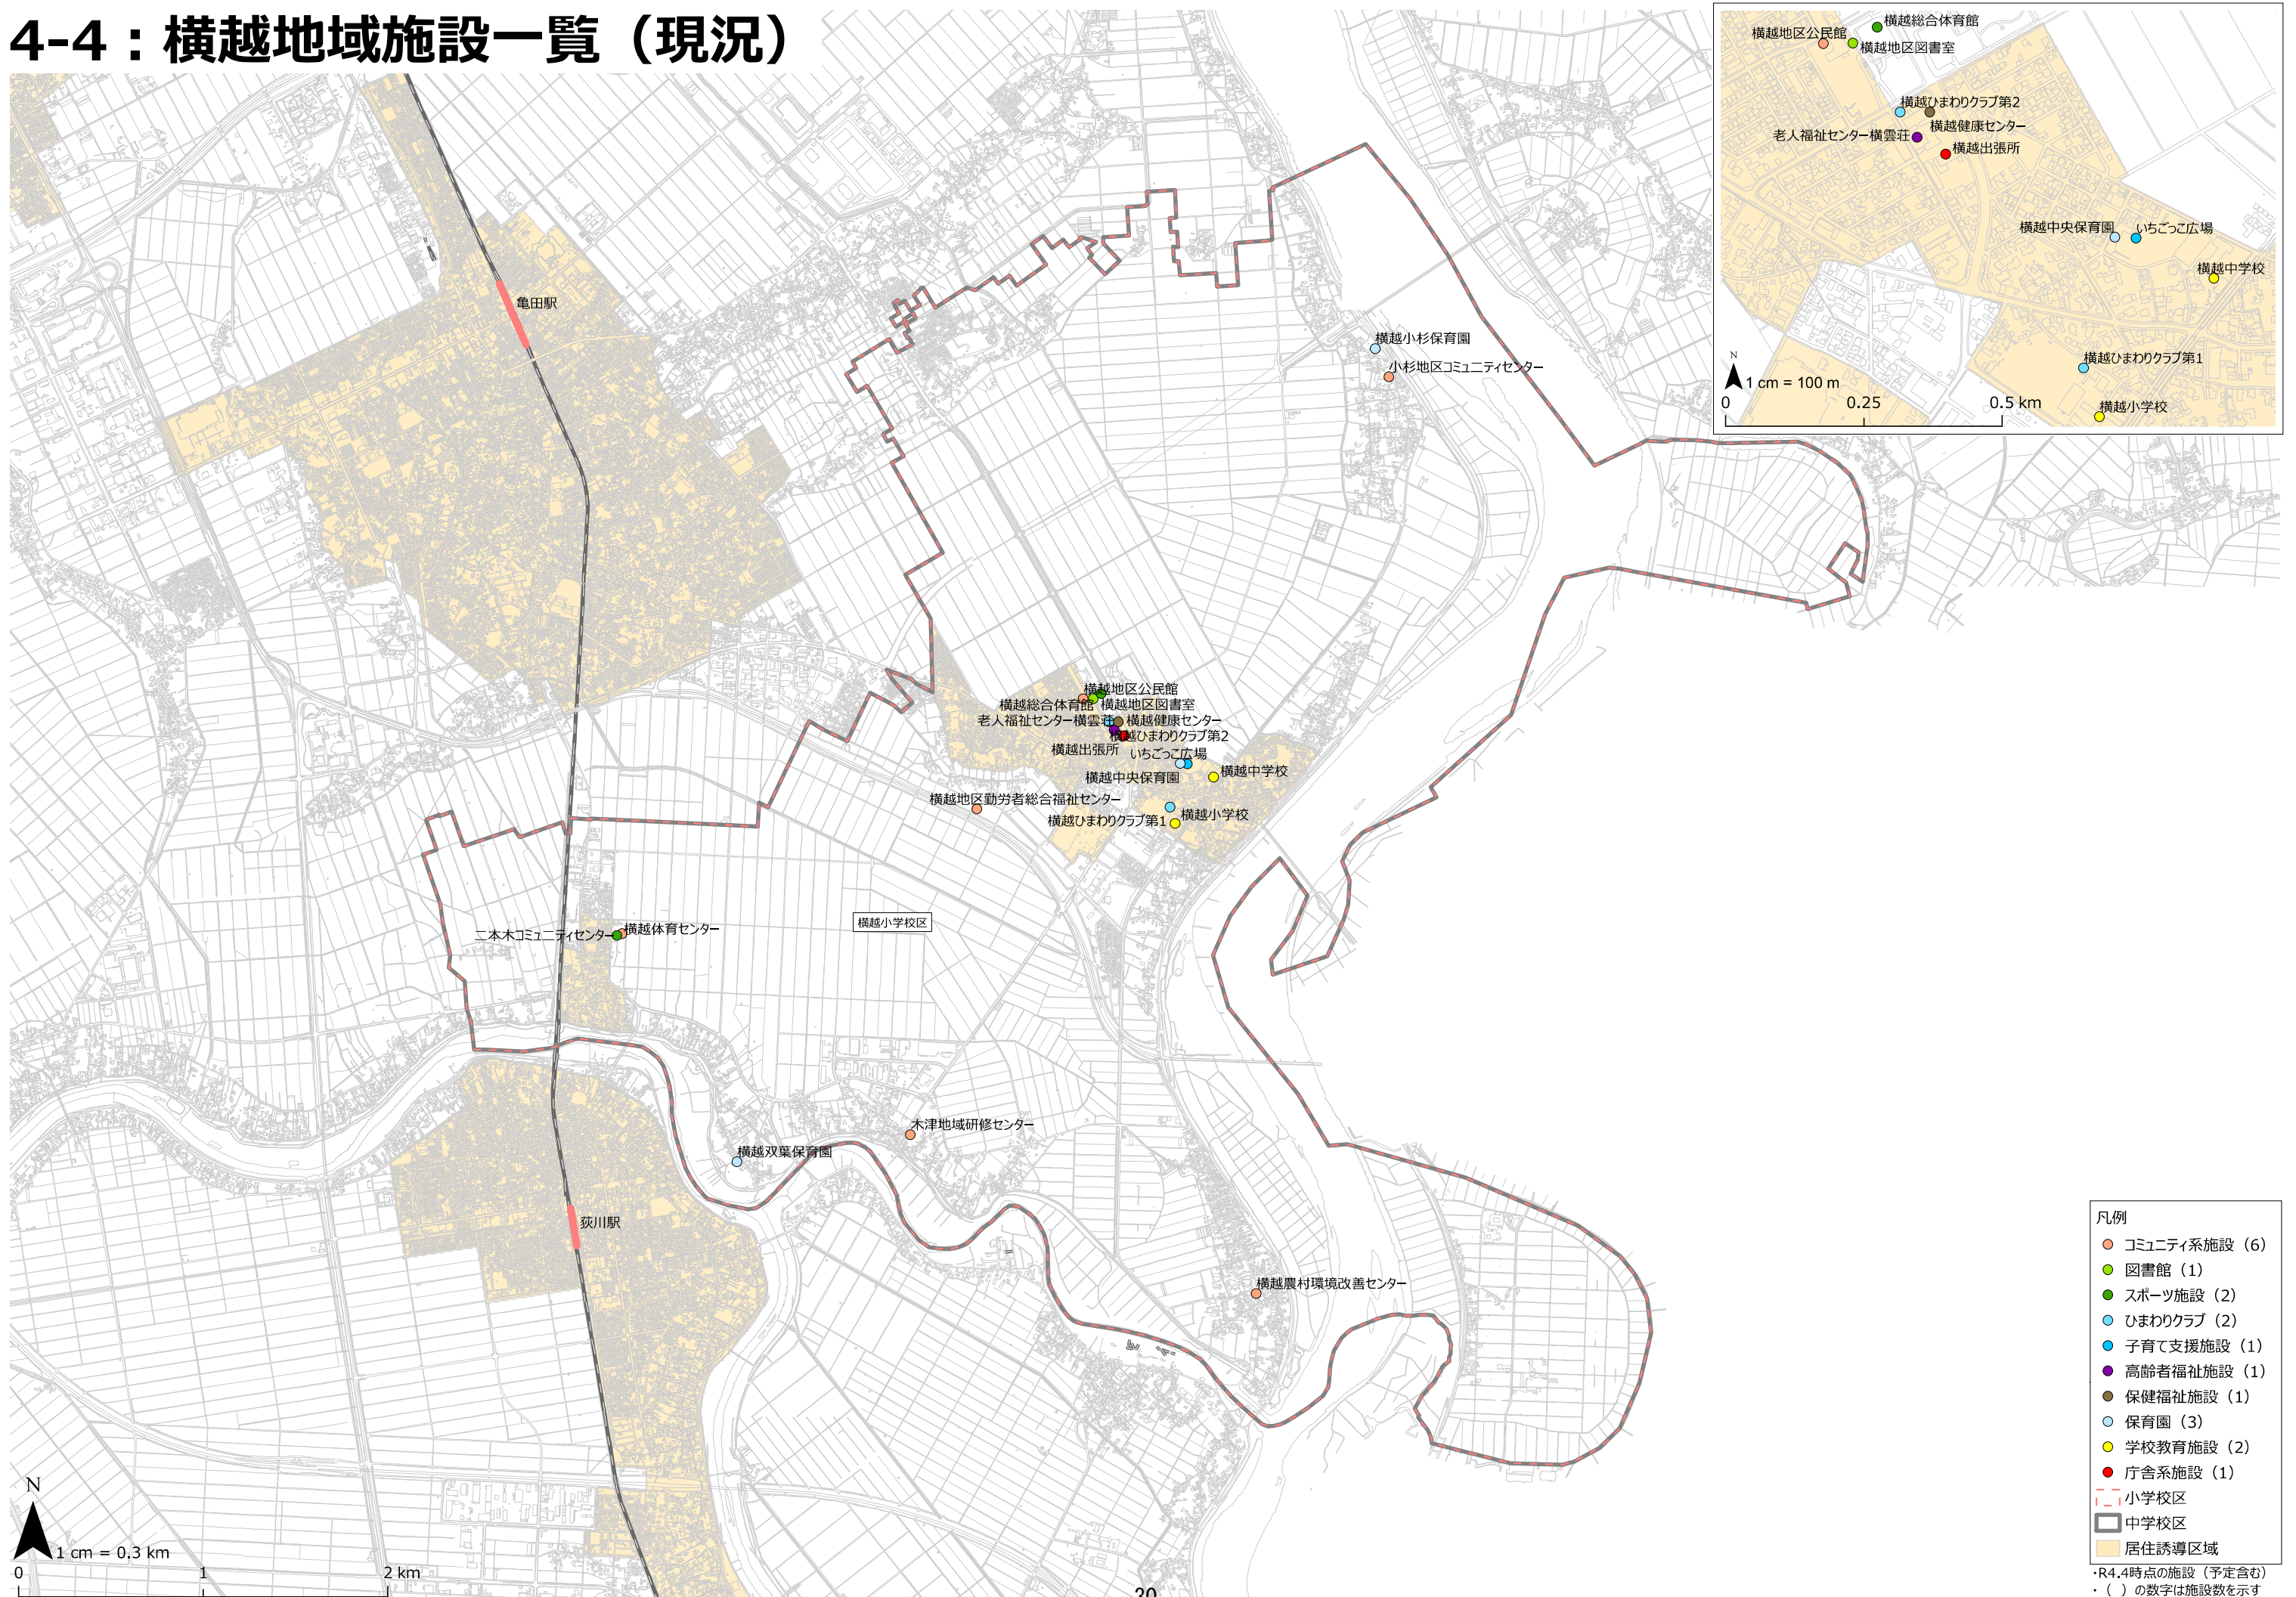 4-4：横越地域施設一覧（現況）
横越総合体育館
横越地区公民館
横越地区図書室
横越ひまわりクラブ第2
横越健康センター
老人福祉センター横雲荘
横越出張所
横越中央保育園
いちごっこ広場
横越中学校
横越ひまわりクラブ第1
横越小学校
N
1 cm = 100 m
0 0.25 0.5 km
亀田駅
横越小杉保育園
小杉地区コミュニティセンター
横越地区公民館
横越総合体育館
横越地区図書室
老人福祉センター横雲荘
横越健康センター
横越ひまわりクラブ第2
横越出張所
いちごっこ広場
横越中央保育園
横越中学校
横越地区勤労者総合福祉センター
横越ひまわりクラブ第1
横越小学校
横越小学校区
二本木コミュニティセンター
横越体育センター
木津地域研修センター
横越双葉保育園
荻川駅
横越農村環境改善センター
凡例
コミュニティ系施設（6）
図書館（1）
スポーツ施設（2）
ひまわりクラブ（2）
子育て支援施設（1）
高齢者福祉施設（1）
保健福祉施設（1）
保育園（3）
学校教育施設（2）
庁舎系施設（1）
小学校区
中学校区
居住誘導区域
・R4.4時点の施設（予定含む）
・（ ）の数字は施設数を示す
N
1 cm = 0.3 km
0 1 2 km
30